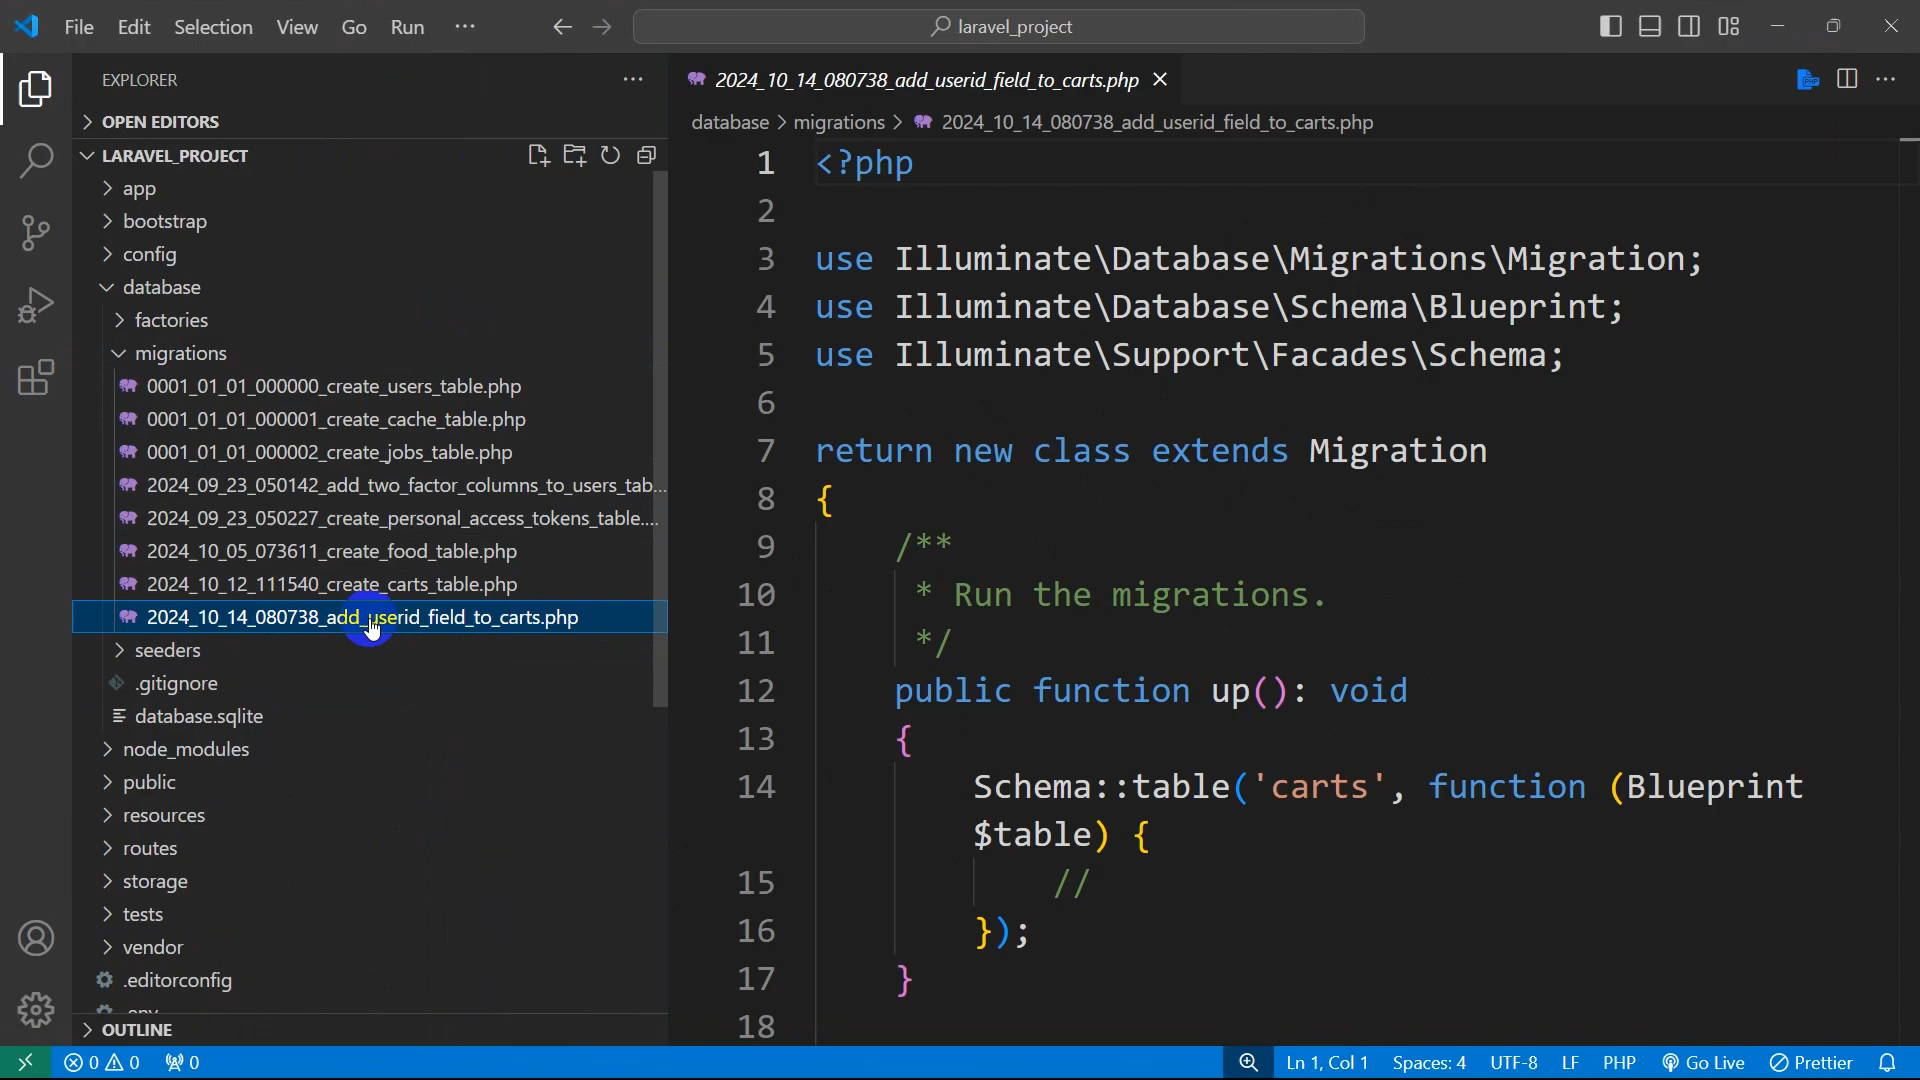 File Edit Selection View Go Run ··· laravel_project
EXPLORER ···
OPEN EDITORS
LARAVEL_PROJECT
app
bootstrap
config
database
factories
migrations
0001_01_01_000000_create_users_table.php
0001_01_01_000001_create_cache_table.php
0001_01_01_000002_create_jobs_table.php
2024_09_23_050142_add_two_factor_columns_to_users_tab...
2024_09_23_050227_create_personal_access_tokens_table....
2024_10_05_073611_create_food_table.php
2024_10_12_111540_create_carts_table.php
2024_10_14_080738_add_userid_field_to_carts.php
seeders
.gitignore
database.sqlite
node_modules
public
resources
routes
storage
tests
vendor
.editorconfig
.env
OUTLINE
2024_10_14_080738_add_userid_field_to_carts.php
database > migrations > 2024_10_14_080738_add_userid_field_to_carts.php
1 <?php
2
3 use Illuminate\Database\Migrations\Migration;
4 use Illuminate\Database\Schema\Blueprint;
5 use Illuminate\Support\Facades\Schema;
6
7 return new class extends Migration
8 {
9 /**
10 * Run the migrations.
11 */
12 public function up(): void
13 {
14 Schema::table('carts', function (Blueprint
$table) {
15 //
16 });
17 }
18
0 0 0 Ln 1, Col 1 Spaces: 4 UTF-8 LF PHP Go Live Prettier